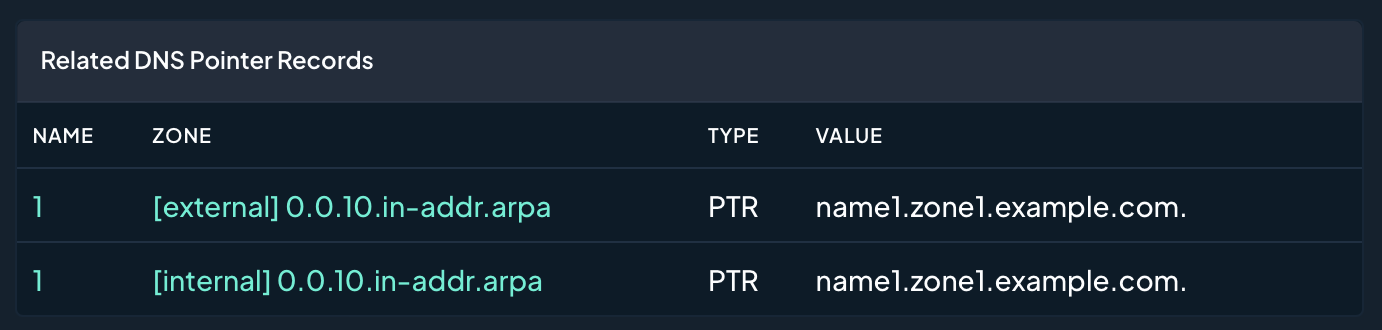 Related DNS Pointer Records
NAME ZONE TYPE VALUE
1 [external] 0.0.10.in-addr.arpa PTR name1.zone1.example.com.
1 [internal] 0.0.10.in-addr.arpa PTR name1.zone1.example.com.